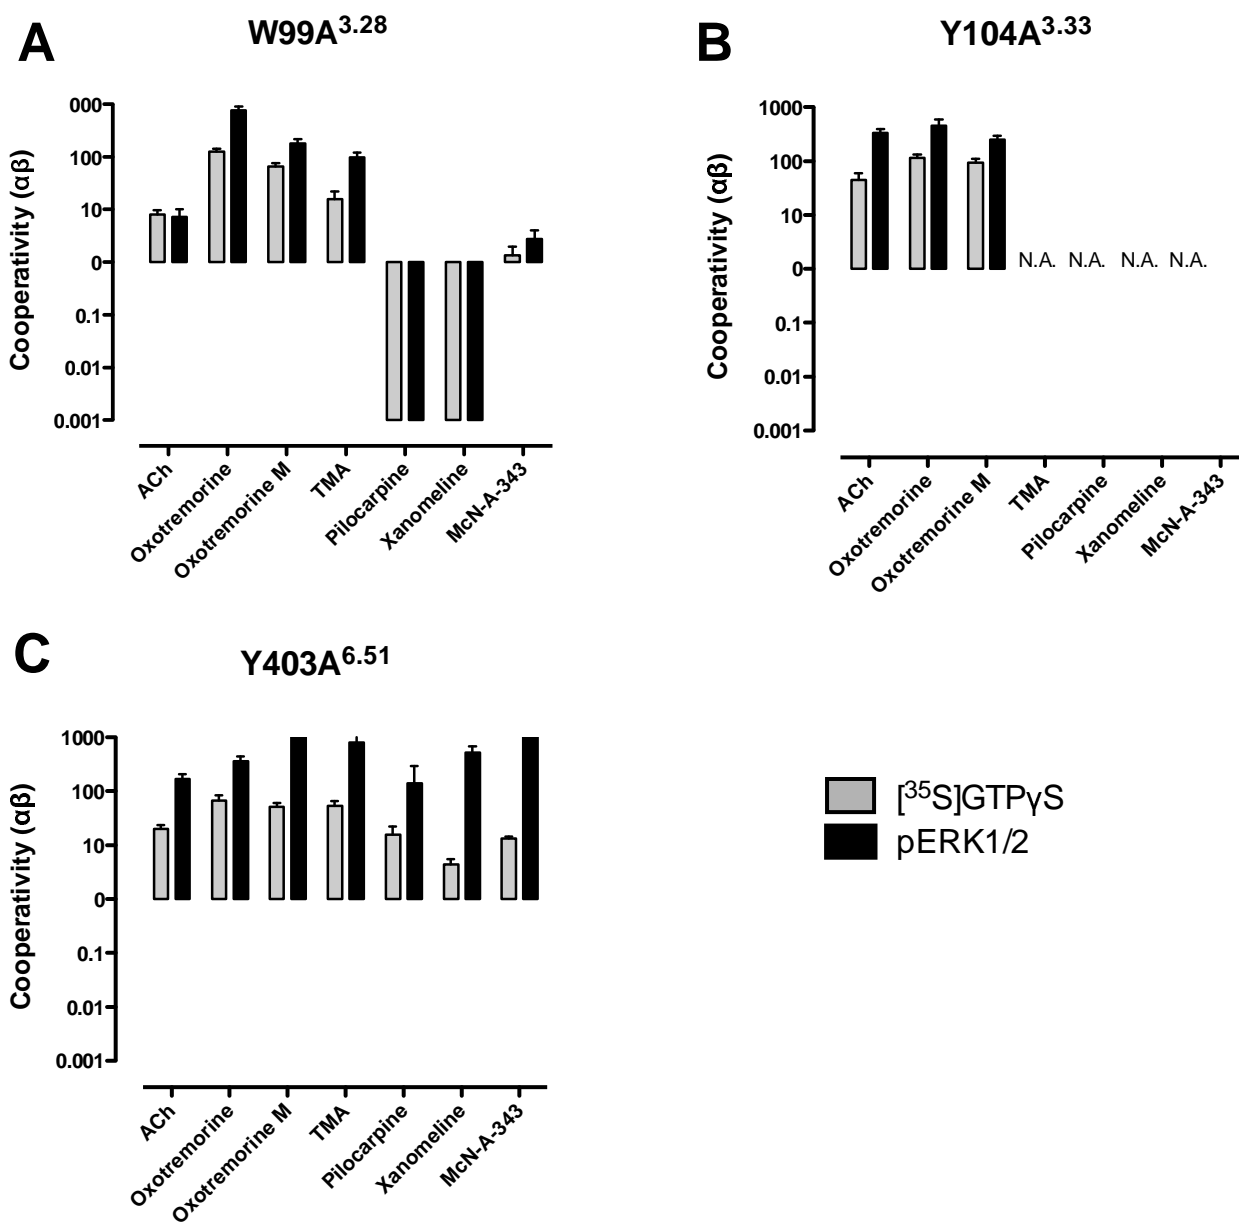 A
W99A3.28
Cooperativity (αβ)
000
100
10
0
0.1
0.01
0.001
ACh
Oxotremorine
Oxotremorine M
TMA
Pilocarpine
Xanomeline
McN-A-343
B
Y104A3.33
Cooperativity (αβ)
1000
100
10
0
0.1
0.01
0.001
N.A. N.A. N.A. N.A.
ACh
Oxotremorine
Oxotremorine M
TMA
Pilocarpine
Xanomeline
McN-A-343
C
Y403A6.51
Cooperativity (αβ)
1000
100
10
0
0.1
0.01
0.001
ACh
Oxotremorine
Oxotremorine M
TMA
Pilocarpine
Xanomeline
McN-A-343
[35S]GTPγS
pERK1/2